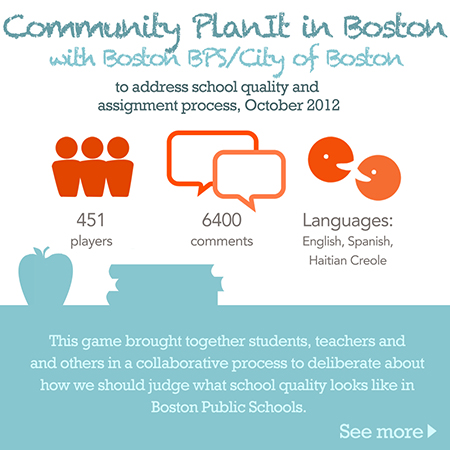 Community PlanIt in Boston
with Boston BPS/City of Boston
to address school quality and
assignment process, October 2012
451
players
6400
comments
Languages:
English, Spanish,
Haitian Creole
This game brought together students, teachers and
and others in a collaborative process to deliberate about
how we should judge what school quality looks like in
Boston Public Schools.
See more